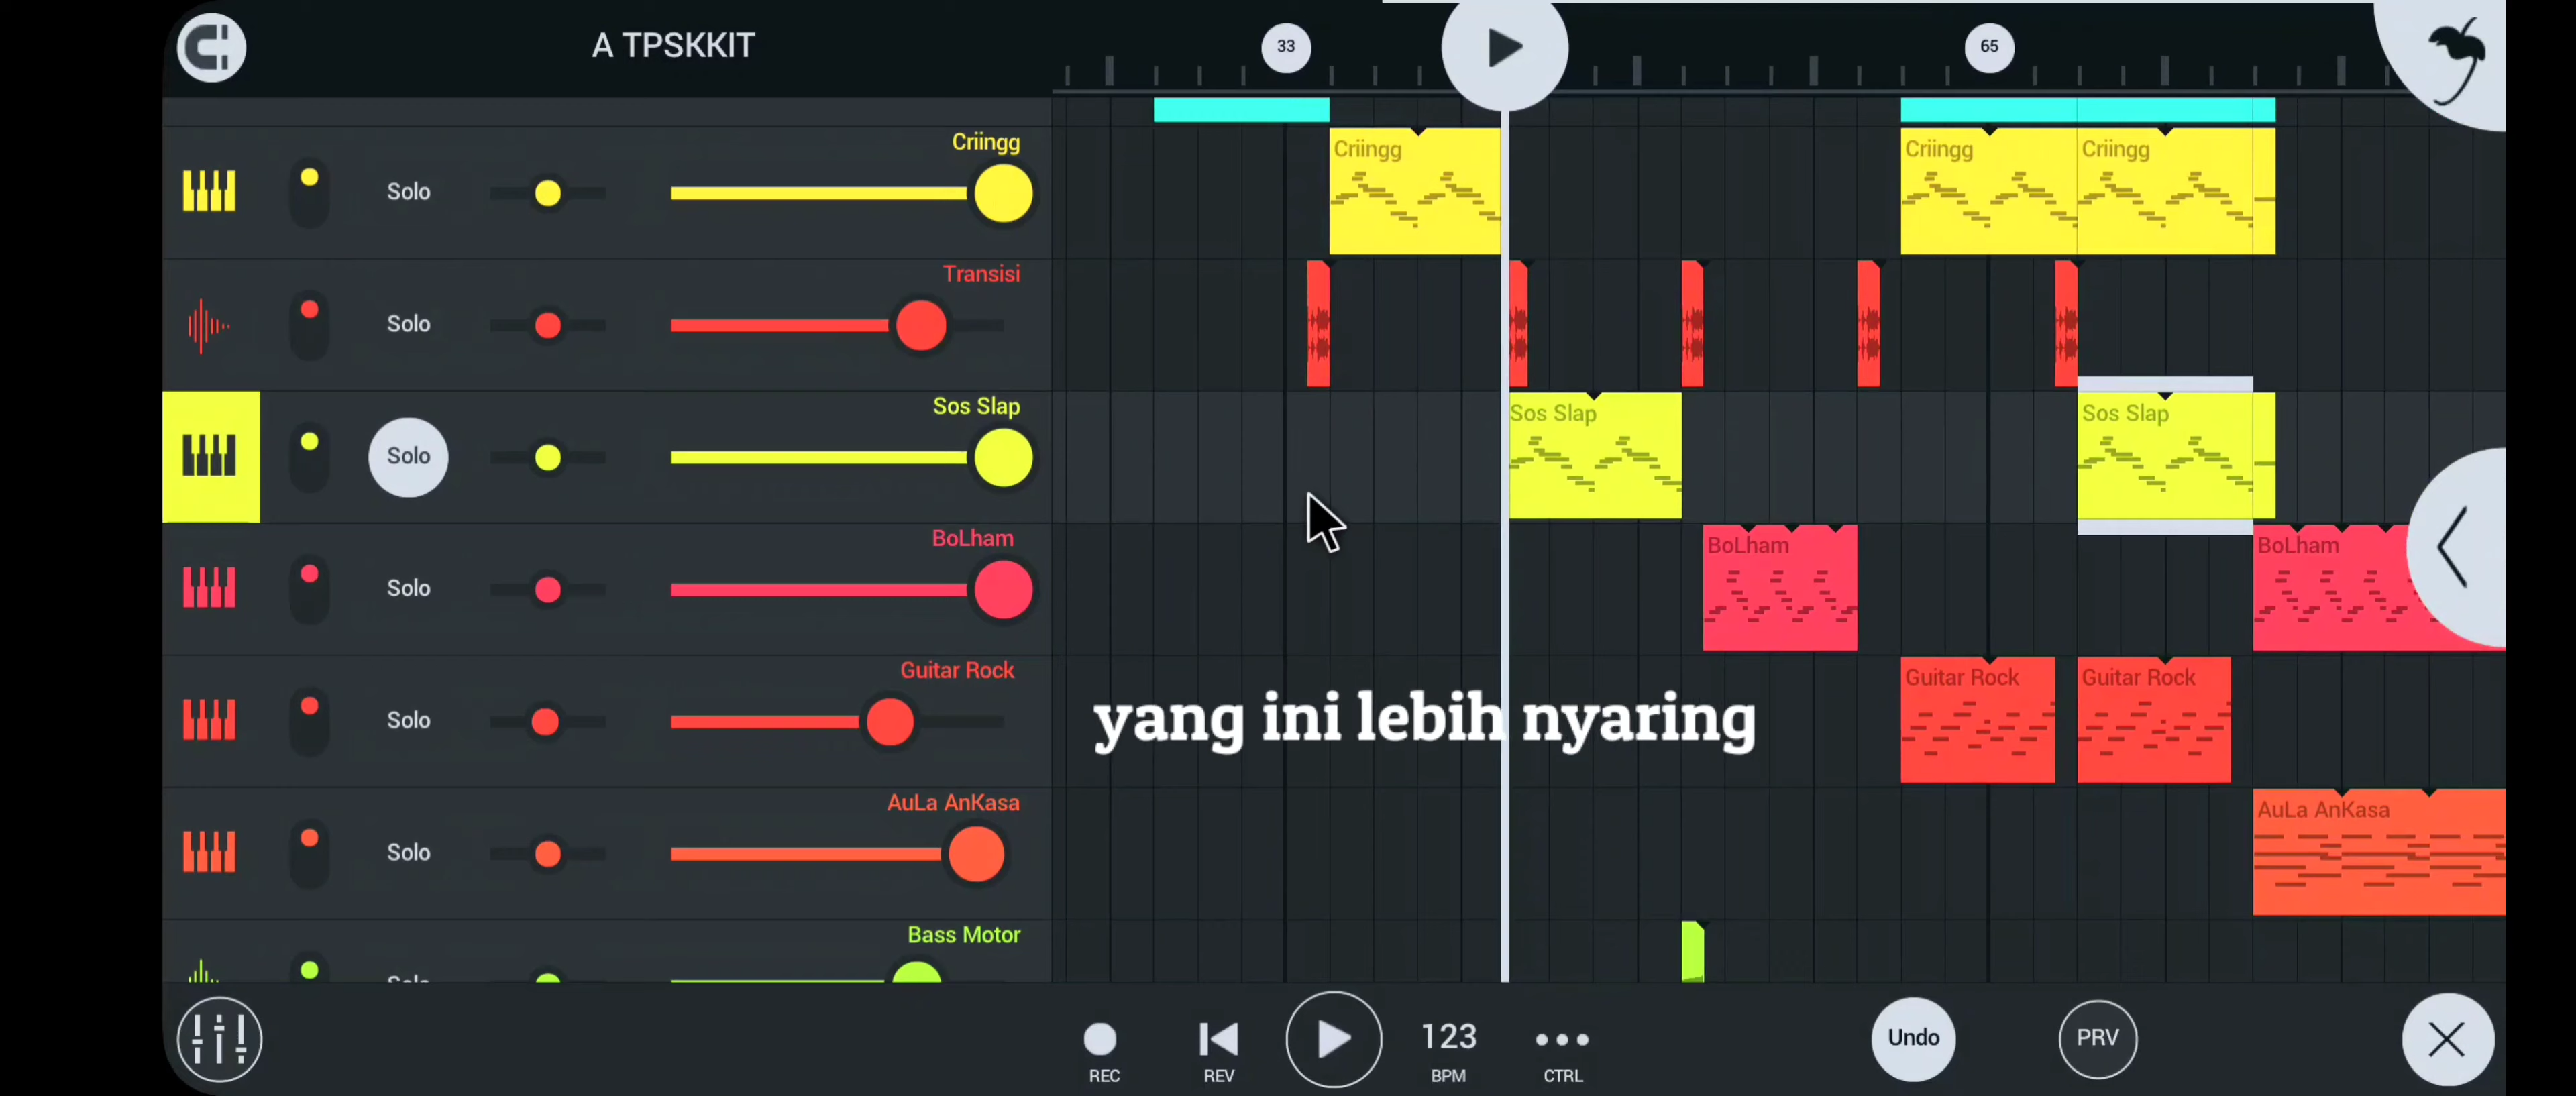 A TPSKKIT
33
65
Criingg
Solo
Criingg
Criingg
Criingg
Transisi
Solo
Sos Slap
Solo
Sos Slap
Sos Slap
BoLham
Solo
BoLham
BoLham
Guitar Rock
Solo
Guitar Rock
Guitar Rock
yang ini lebih nyaring
AuLa AnKasa
Solo
AuLa AnKasa
Bass Motor
Solo
123
Undo
PRV
REC
REV
BPM
CTRL